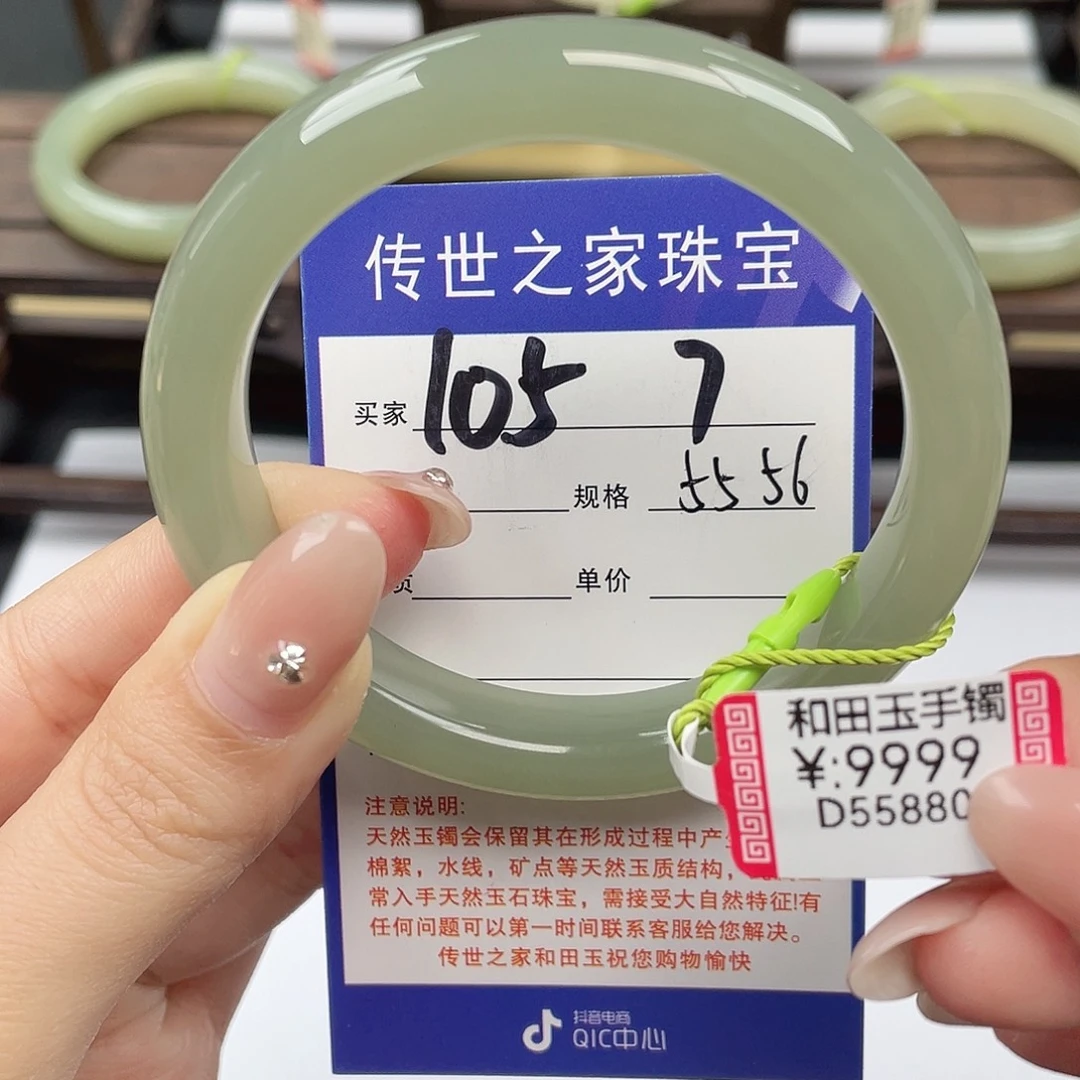 传世之家珠宝
买家 105 7
规格 55 56
单价
和田玉手镯
¥:9999
D55880
注意说明:
天然玉镯会保留其在形成过程中产
棉絮，水线，矿点等天然玉质结构，
常入手天然玉石珠宝，需接受大自然特征!有
任何问题可以第一时间联系客服给您解决。
传世之家和田玉祝您购物愉快
抖音电商
QIC中心